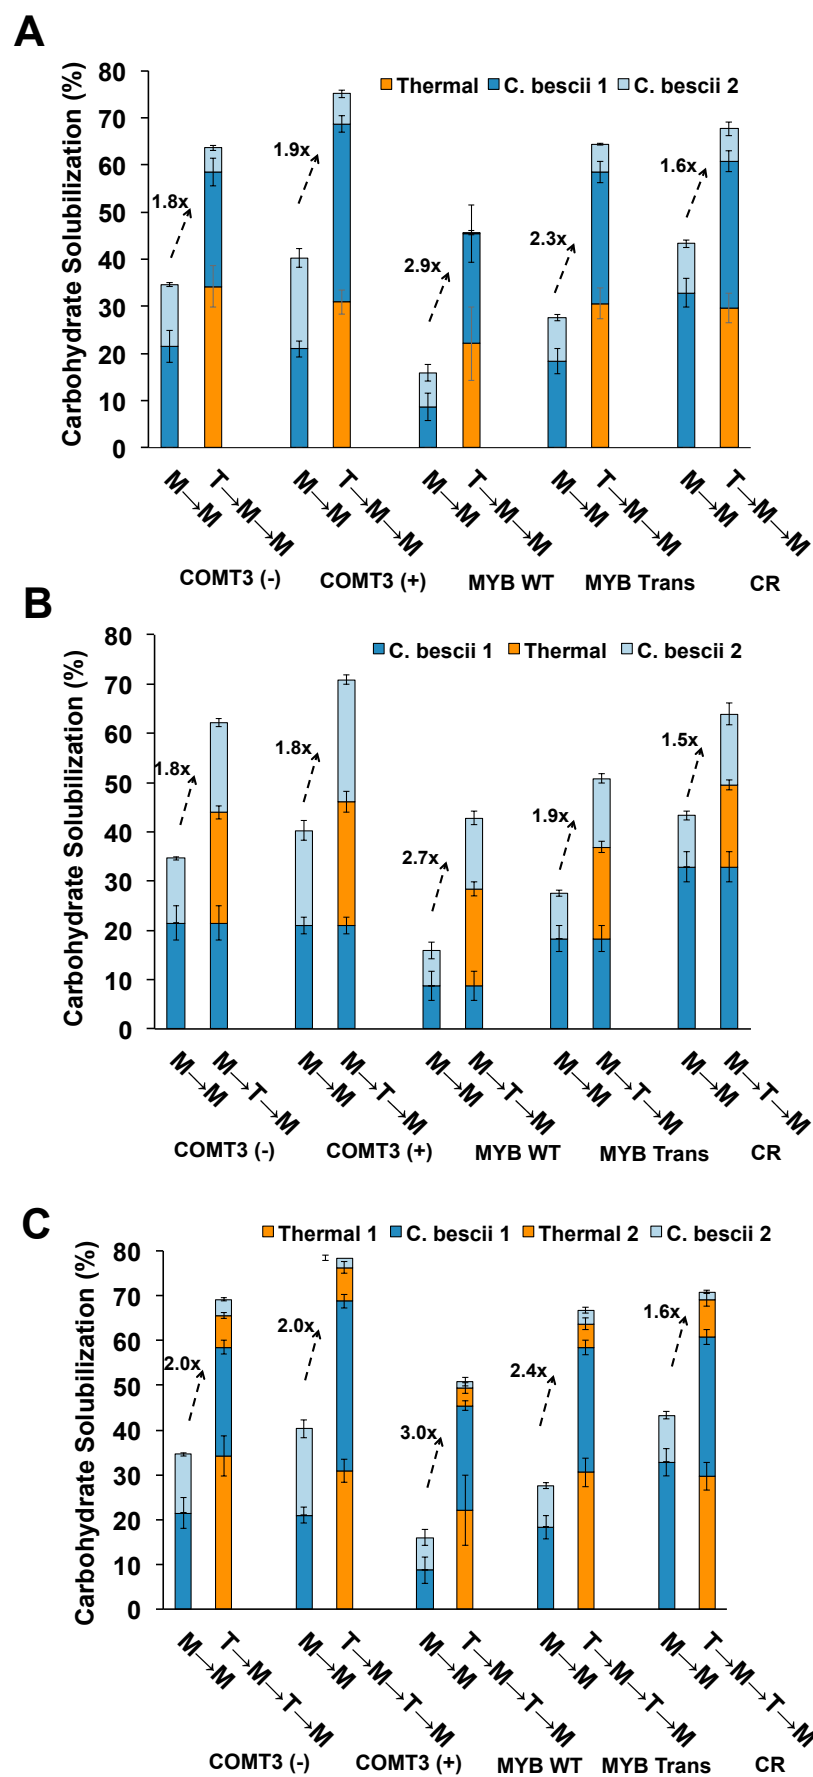 A
Carbohydrate Solubilization (%)
Thermal C. bescii 1 C. bescii 2
80
70
60
50
40
30
20
10
0
1.8x
1.9x
2.9x
2.3x
1.6x
M→M T→M→M
M→M T→M→M
M→M T→M→M
M→M T→M→M
M→M T→M→M
COMT3 (-) COMT3 (+) MYB WT MYB Trans CR
B
Carbohydrate Solubilization (%)
C. bescii 1 Thermal C. bescii 2
80
70
60
50
40
30
20
10
0
1.8x
1.8x
2.7x
1.9x
1.5x
M→M M→T→M
M→M M→T→M
M→M M→T→M
M→M M→T→M
M→M M→T→M
COMT3 (-) COMT3 (+) MYB WT MYB Trans CR
C
Carbohydrate Solubilization (%)
Thermal 1 C. bescii 1 Thermal 2 C. bescii 2
80
70
60
50
40
30
20
10
0
2.0x
2.0x
3.0x
2.4x
1.6x
M→M T→M→T→M
M→M T→M→T→M
M→M T→M→T→M
M→M T→M→T→M
M→M T→M→T→M
COMT3 (-) COMT3 (+) MYB WT MYB Trans CR